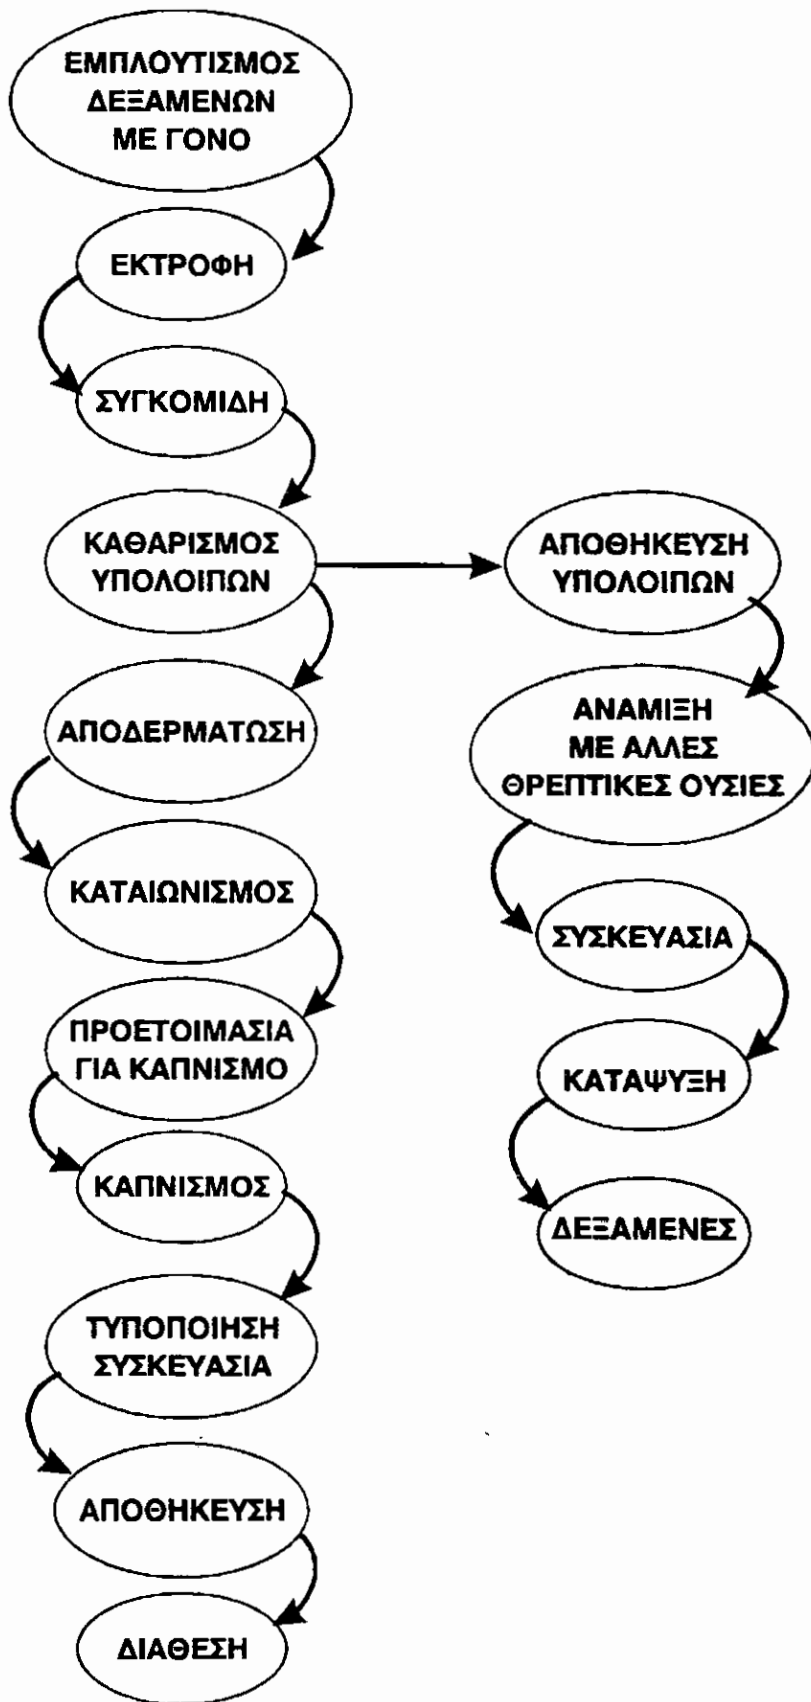 ΕΜΠΛΟΥΤΙΣΜΟΣ
ΔΕΞΑΜΕΝΩΝ
ΜΕ ΓΟΝΟ
ΕΚΤΡΟΦΗ
ΣΥΓΚΟΜΙΔΗ
ΚΑΘΑΡΙΣΜΟΣ
ΥΠΟΛΟΙΠΩΝ
ΑΠΟΔΕΡΜΑΤΩΣΗ
ΚΑΤΑΙΩΝΙΣΜΟΣ
ΠΡΟΕΤΟΙΜΑΣΙΑ
ΓΙΑ ΚΑΠΝΙΣΜΟ
ΚΑΠΝΙΣΜΟΣ
ΤΥΠΟΠΟΙΗΣΗ
ΣΥΣΚΕΥΑΣΙΑ
ΑΠΟΘΗΚΕΥΣΗ
ΔΙΑΘΕΣΗ
ΑΠΟΘΗΚΕΥΣΗ
ΥΠΟΛΟΙΠΩΝ
ΑΝΑΜΙΞΗ
ΜΕ ΑΛΛΕΣ
ΘΡΕΠΤΙΚΕΣ ΟΥΣΙΕΣ
ΣΥΣΚΕΥΑΣΙΑ
ΚΑΤΑΨΥΞΗ
ΔΕΞΑΜΕΝΕΣ